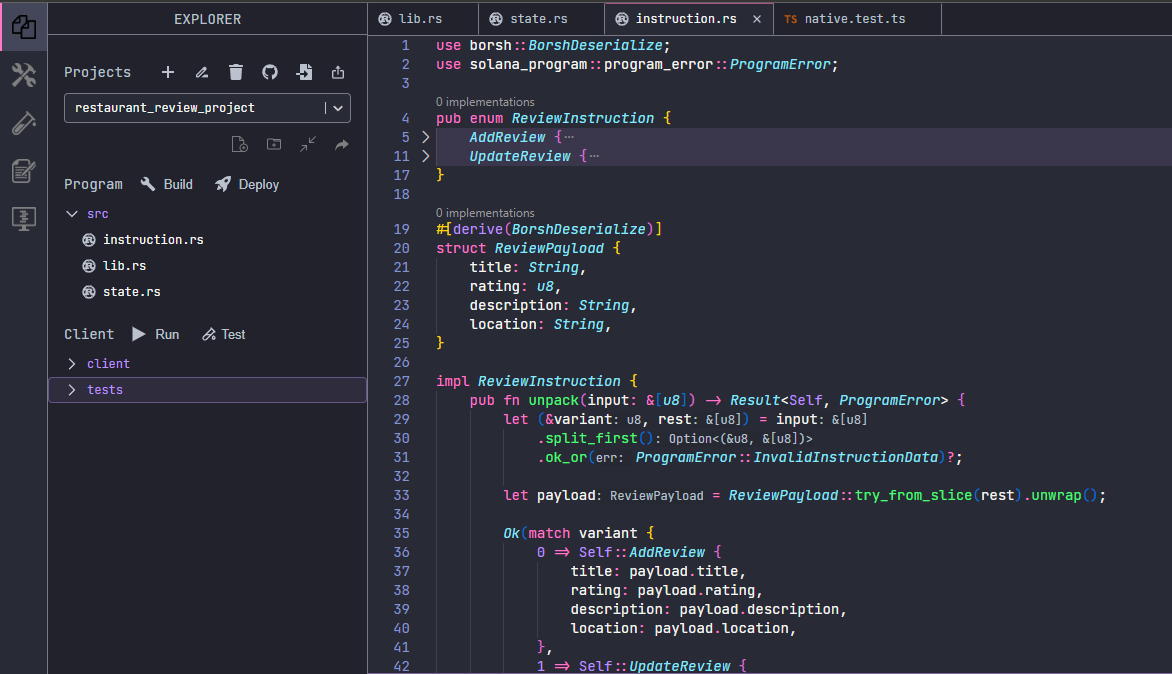 EXPLORER
Projects
restaurant_review_project
Program Build Deploy
src
instruction.rs
lib.rs
state.rs
Client Run Test
client
tests
lib.rs state.rs instruction.rs × TS native.test.ts
1 use borsh::BorshDeserialize;
2 use solana_program::program_error::ProgramError;
3
0 implementations
4 pub enum ReviewInstruction {
5 AddReview {⋯
11 UpdateReview {⋯
17 }
18
0 implementations
19 #[derive(BorshDeserialize)]
20 struct ReviewPayload {
21 title: String,
22 rating: u8,
23 description: String,
24 location: String,
25 }
26
27 impl ReviewInstruction {
28 pub fn unpack(input: &[u8]) -> Result<Self, ProgramError> {
29 let (&variant: u8, rest: &[u8]) = input: &[u8]
30 .split_first(): Option<(&u8, &[u8])>
31 .ok_or(err: ProgramError::InvalidInstructionData)?;
32
33 let payload: ReviewPayload = ReviewPayload::try_from_slice(rest).unwrap();
34
35 Ok(match variant {
36 0 => Self::AddReview {
37 title: payload.title,
38 rating: payload.rating,
39 description: payload.description,
40 location: payload.location,
41 },
42 1 => Self::UpdateReview {